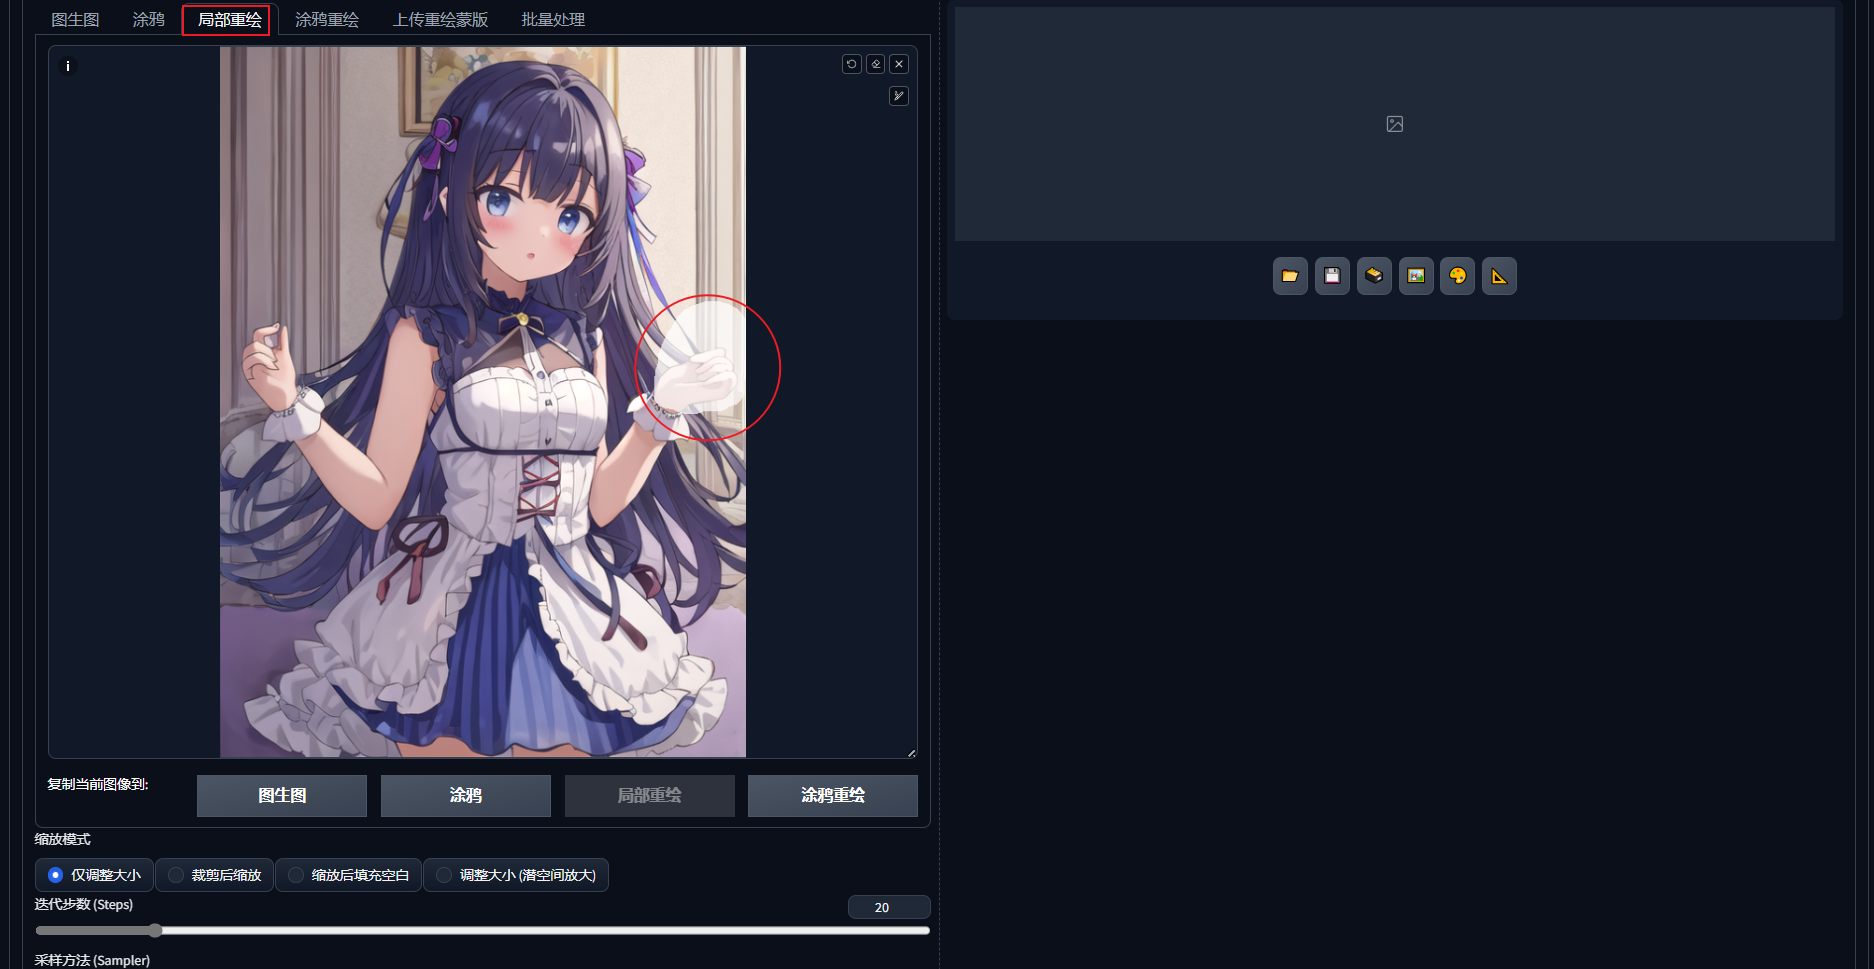 图生图 涂鸦 局部重绘 涂鸦重绘 上传重绘蒙版 批量处理
i
复制当前图像到: 图生图 涂鸦 局部重绘 涂鸦重绘
缩放模式
仅调整大小 裁剪后缩放 缩放后填充空白 调整大小 (潜空间放大)
迭代步数 (Steps) 20
采样方法 (Sampler)